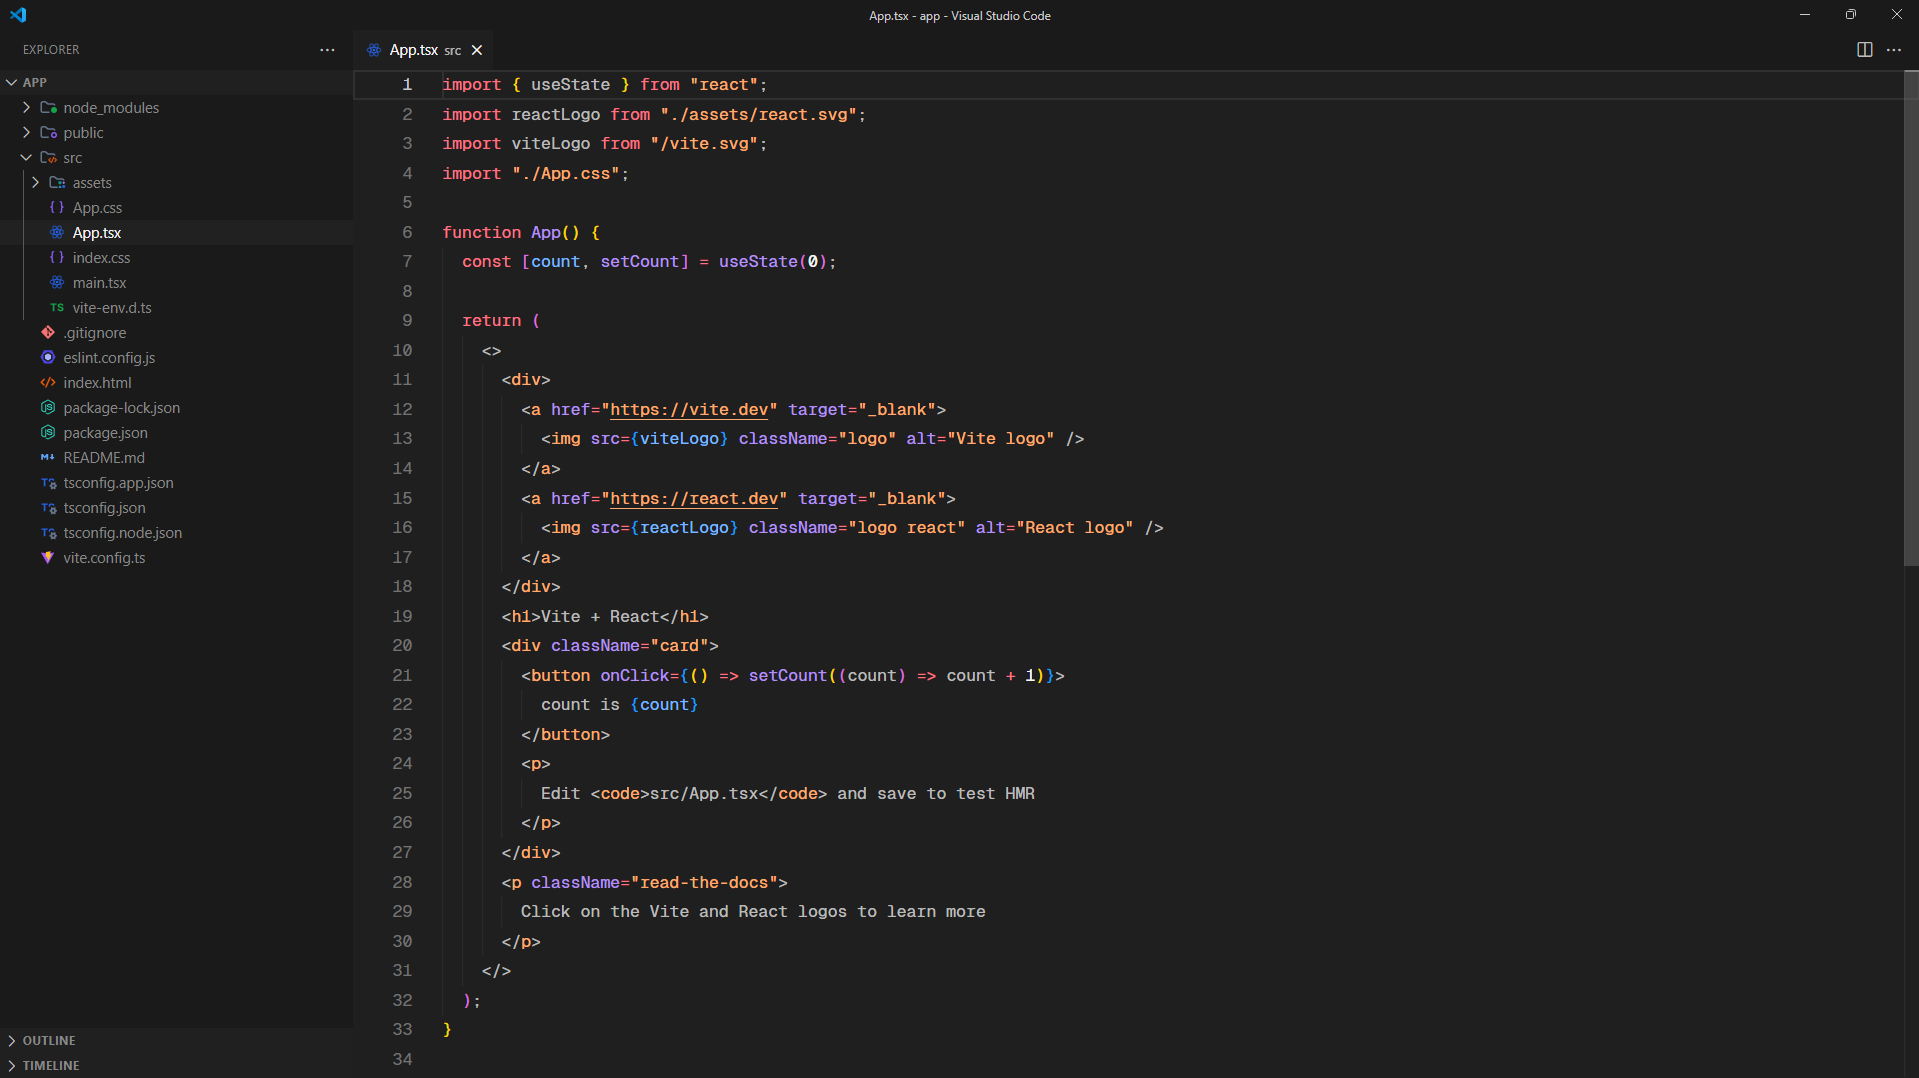 App.tsx - app - Visual Studio Code
EXPLORER
App.tsx src
APP
node_modules
public
src
assets
{ } App.css
App.tsx
{ } index.css
main.tsx
TS vite-env.d.ts
.gitignore
eslint.config.js
</> index.html
JS package-lock.json
JS package.json
M↓ README.md
T tsconfig.app.json
T tsconfig.json
T tsconfig.node.json
vite.config.ts
OUTLINE
TIMELINE
1 import { useState } from "react";
2 import reactLogo from "./assets/react.svg";
3 import viteLogo from "/vite.svg";
4 import "./App.css";
5
6 function App() {
7   const [count, setCount] = useState(0);
8
9   return (
10     <>
11       <div>
12         <a href="https://vite.dev" target="_blank">
13           <img src={viteLogo} className="logo" alt="Vite logo" />
14         </a>
15         <a href="https://react.dev" target="_blank">
16           <img src={reactLogo} className="logo react" alt="React logo" />
17         </a>
18       </div>
19       <h1>Vite + React</h1>
20       <div className="card">
21         <button onClick={() => setCount((count) => count + 1)}>
22           count is {count}
23         </button>
24         <p>
25           Edit <code>src/App.tsx</code> and save to test HMR
26         </p>
27       </div>
28       <p className="read-the-docs">
29         Click on the Vite and React logos to learn more
30       </p>
31     </>
32   );
33 }
34